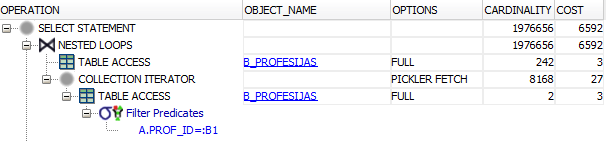 OPERATION OBJECT_NAME OPTIONS CARDINALITY COST
SELECT STATEMENT 1976656 6592
NESTED LOOPS 1976656 6592
TABLE ACCESS B_PROFESIJAS FULL 242 3
COLLECTION ITERATOR PICKLER FETCH 8168 27
TABLE ACCESS B_PROFESIJAS FULL 2 3
Filter Predicates
A.PROF_ID=:B1